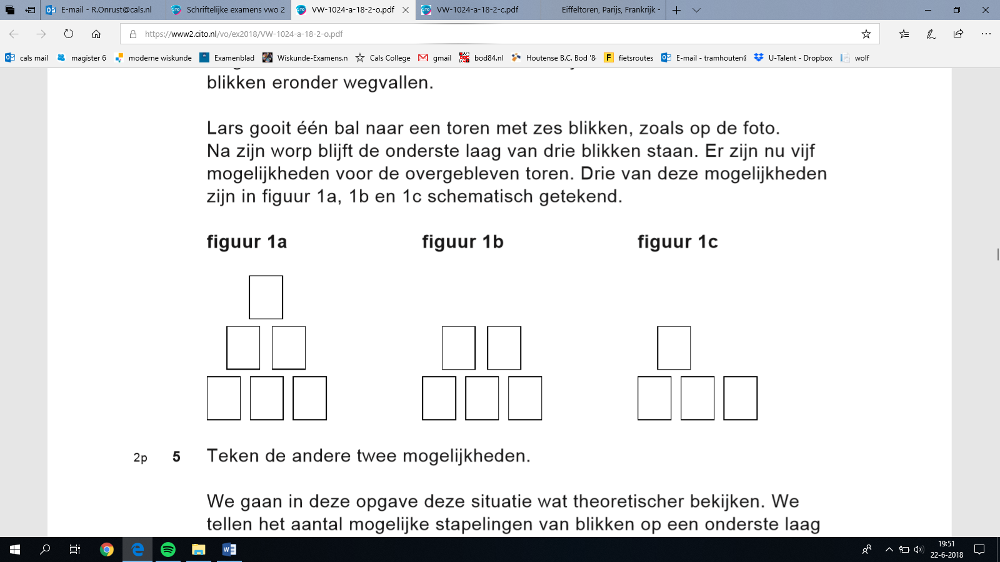 E-mail - R.Onrust@cals.nl
Schriftelijke examens vwo 2
VW-1024-a-18-2-o.pdf
VW-1024-a-18-2-c.pdf
Eiffeltoren, Parijs, Frankrijk -
https://www2.cito.nl/vo/ex2018/VW-1024-a-18-2-o.pdf
cals mail magister 6 moderne wiskunde Examenblad Wiskunde-Examens.n Cals College gmail bod84.nl Houtense B.C. Bod '84 fietsroutes E-mail - tramhouten@ U-Talent - Dropbox wolf
blikken eronder wegvallen.
Lars gooit één bal naar een toren met zes blikken, zoals op de foto.
Na zijn worp blijft de onderste laag van drie blikken staan. Er zijn nu vijf
mogelijkheden voor de overgebleven toren. Drie van deze mogelijkheden
zijn in figuur 1a, 1b en 1c schematisch getekend.
figuur 1a figuur 1b figuur 1c
2p 5 Teken de andere twee mogelijkheden.
We gaan in deze opgave deze situatie wat theoretischer bekijken. We
tellen het aantal mogelijke stapelingen van blikken op een onderste laag
19:51
22-6-2018